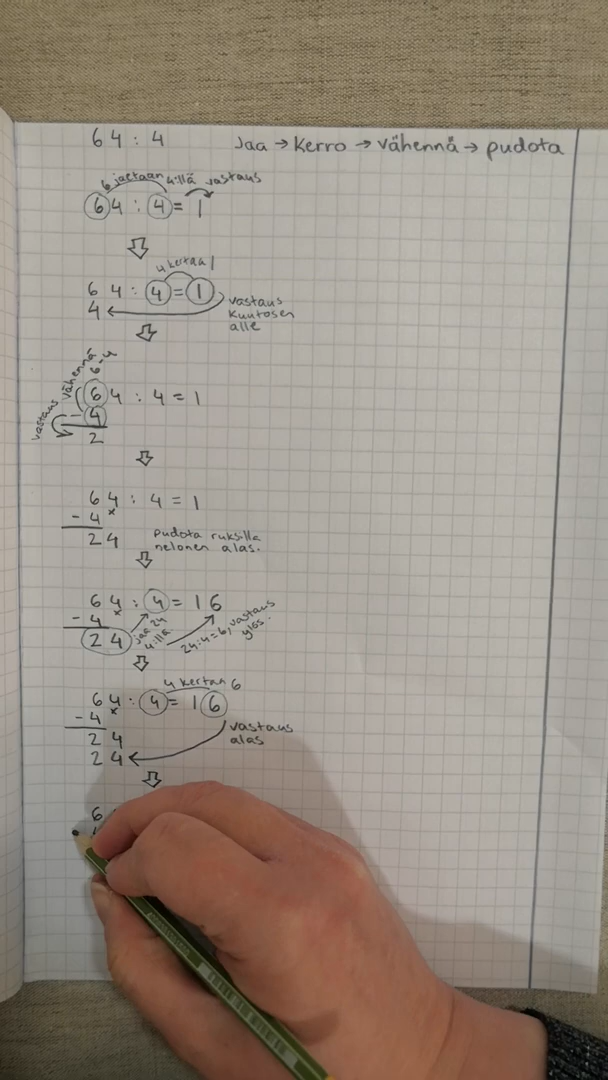 64 : 4 Jaa → kerro → vähennä → pudota
6 jaetaan 4:llä vastaus
64 : 4 = 1
4 kertaa 1
64 : 4 = 1
4
vastaus
kuutosen
alle
vähennä
6-4
vastaus
64 : 4 = 1
- 4
2
64 : 4 = 1
- 4 x
24
pudota ruksilla
nelonen alas.
64 : 4 = 16
- 4 x
24
jaa 24
4:llä
24:4=6, vastaus
ylös.
4 kertaa 6
64 : 4 = 16
- 4 x
24
24
vastaus
alas
6